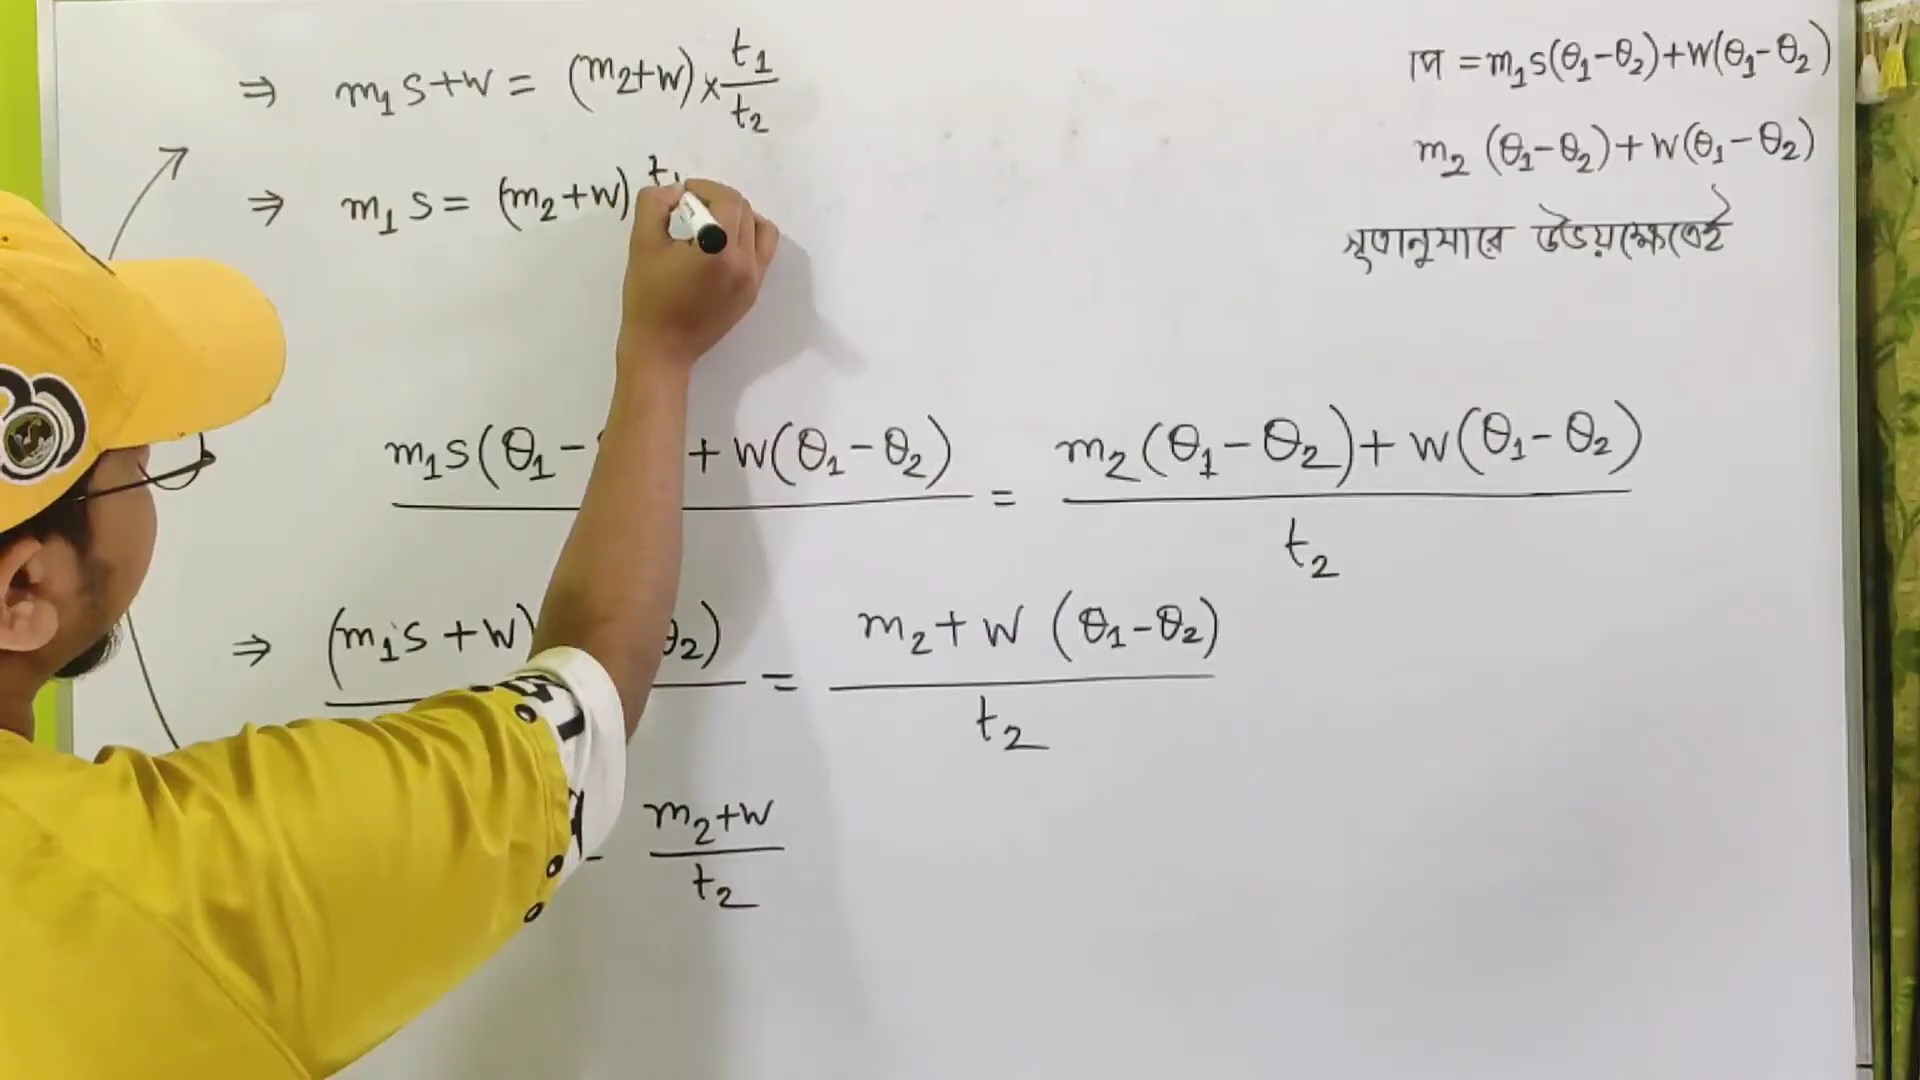 ⇒ m₁s+w = (m₂+w)× t₁/t₂
⇒ m₁s = (m₂+w) t₁
= m₁s(θ₁-θ₂)+w(θ₁-θ₂)
m₂ (θ₁-θ₂)+w(θ₁-θ₂)
সূত্রানুসারে উভয়ক্ষেত্রেই
m₁s(θ₁- + w(θ₁-θ₂) = m₂(θ₁-θ₂)+ w(θ₁-θ₂)
t₂
⇒ (m₁s +w) θ₂) = m₂+w (θ₁-θ₂)
t₂
m₂+w
t₂